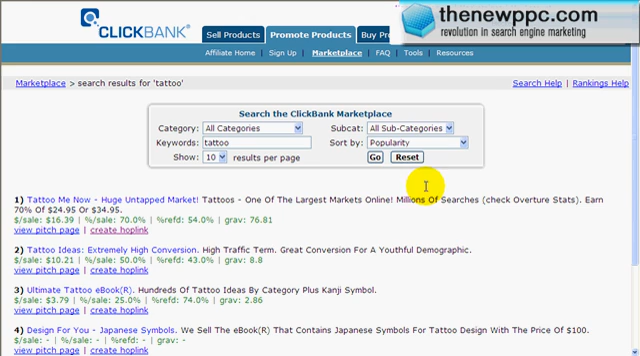 CLICKBANK
Sell Products Promote Products Buy
thenewppc.com
revolution in search engine marketing
Affiliate Home | Sign Up | Marketplace | FAQ | Tools | Resources
Marketplace > search results for 'tattoo'
Search Help | Rankings Help
Search the ClickBank Marketplace
Category: All Categories Subcat: All Sub-Categories
Keywords: tattoo Sort by: Popularity
Show: 10 results per page Go Reset
1) Tattoo Me Now - Huge Untapped Market! Tattoos - One Of The Largest Markets Online! Millions Of Searches (check Overture Stats). Earn
70% Of $24.95 Or $34.95.
$/sale: $16.39 | %/sale: 70.0% | %refd: 54.0% | grav: 76.81
view pitch page | create hoplink
2) Tattoo Ideas: Extremely High Conversion. High Traffic Term. Great Conversion For A Youthful Demographic.
$/sale: $10.21 | %/sale: 50.0% | %refd: 43.0% | grav: 8.8
view pitch page | create hoplink
3) Ultimate Tattoo eBook(R). Hundreds Of Tattoo Ideas By Category Plus Kanji Symbol.
$/sale: $3.79 | %/sale: 25.0% | %refd: 74.0% | grav: 2.86
view pitch page | create hoplink
4) Design For You - Japanese Symbols. We Sell The eBook(R) That Contains Japanese Symbols For Tattoo Design With The Price Of $100.
$/sale: - | %/sale: - | %refd: - | grav: -
view pitch page | create hoplink